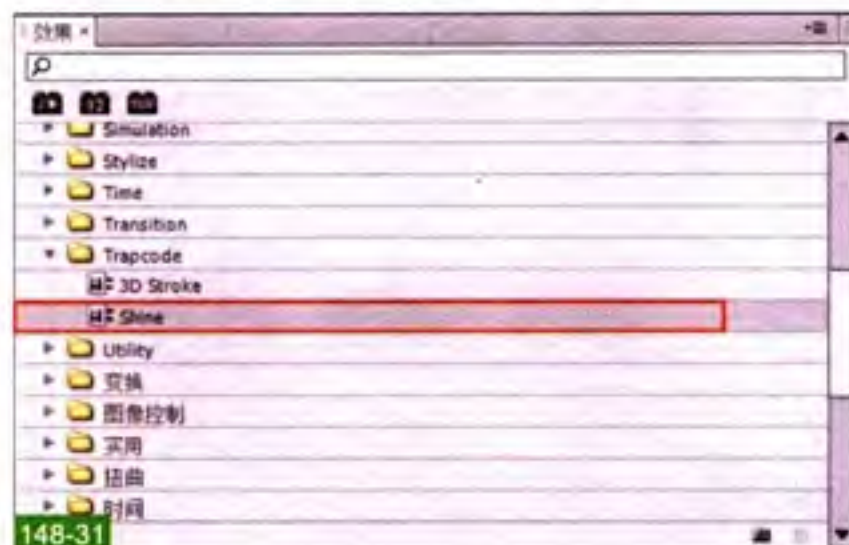 效果
Simulation
Stylize
Time
Transition
Trapcode
3D Stroke
Shine
Utility
变换
图像控制
实用
扭曲
时间
148-31